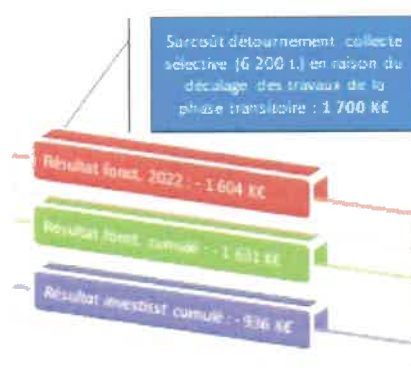 Surcoût détournement collecte
sélective (6 200 t.) en raison du
décalage des travaux de la
phase transitoire : 1 700 K€
Résultat fonct. 2022 : - 1 604 K€
Résultat fonct. cumulé : - 1 631 K€
Résultat investisst cumulé : - 936 K€